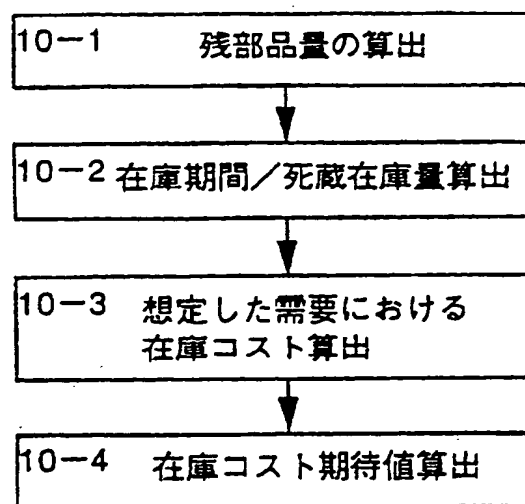 10−1 残部品量の算出
10−2 在庫期間／死蔵在庫量算出
10−3 想定した需要における
在庫コスト算出
10−4 在庫コスト期待値算出